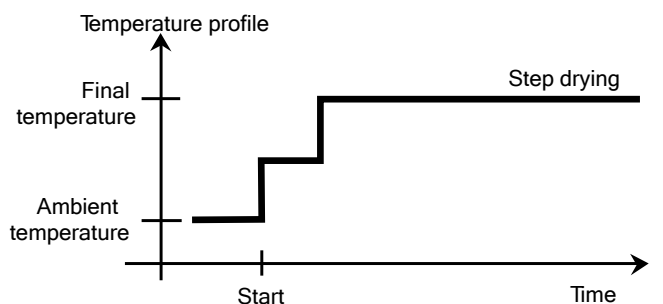 Temperature profile
Final
temperature
Step drying
Ambient
temperature
Start
Time